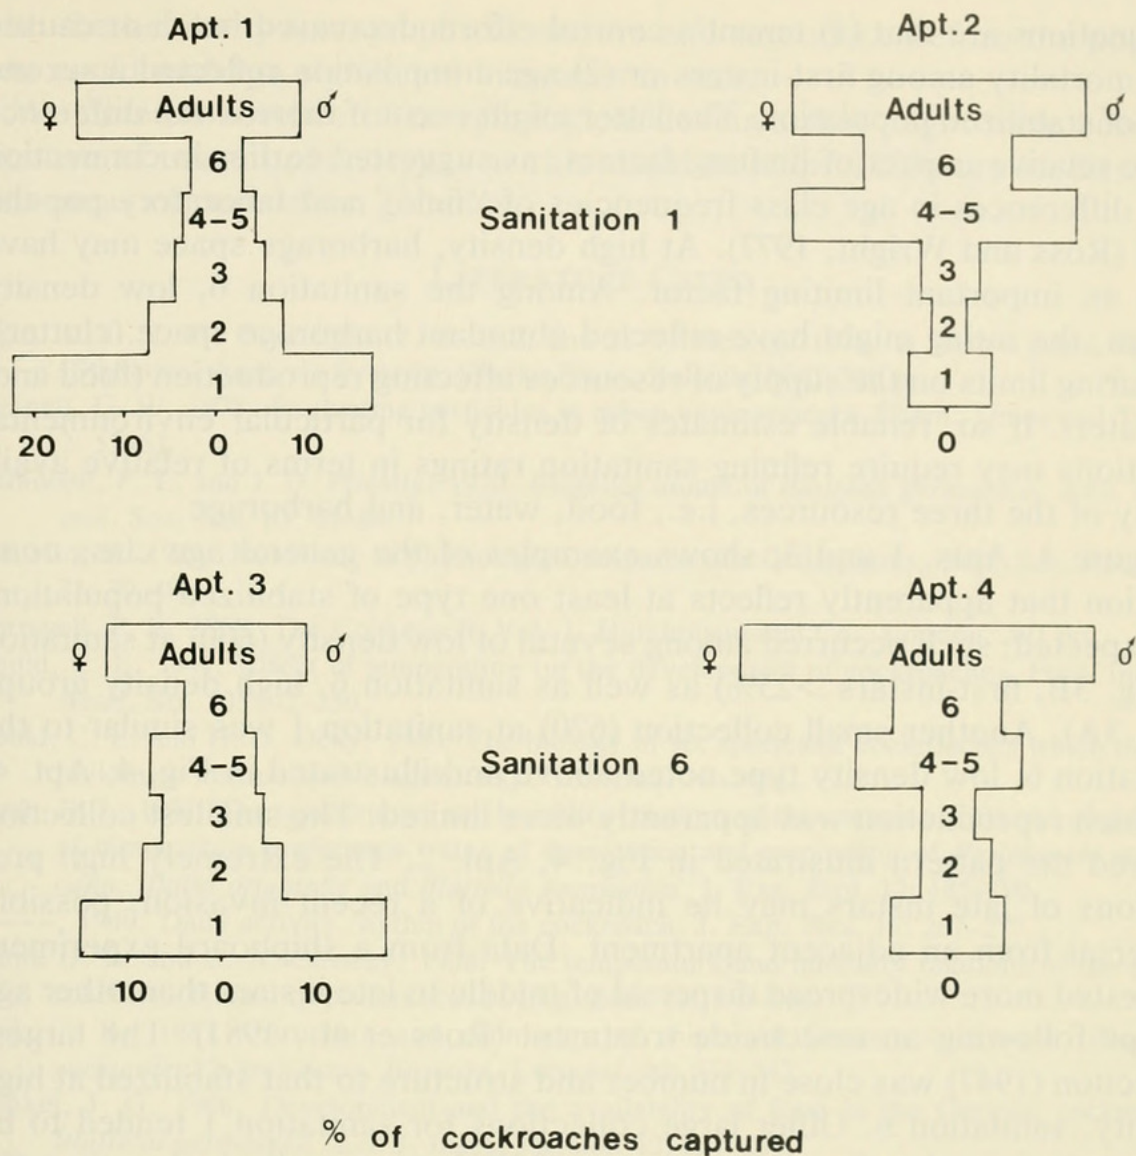 Apt. 1
♀ Adults ♂
6
4–5
3
2
1
20 10 0 10
Apt. 2
♀ Adults ♂
6
4–5
3
2
1
0
Sanitation 1
Apt. 3
♀ Adults ♂
6
4–5
3
2
1
10 0 10
Apt. 4
♀ Adults ♂
6
4–5
3
2
1
0
Sanitation 6
% of cockroaches captured